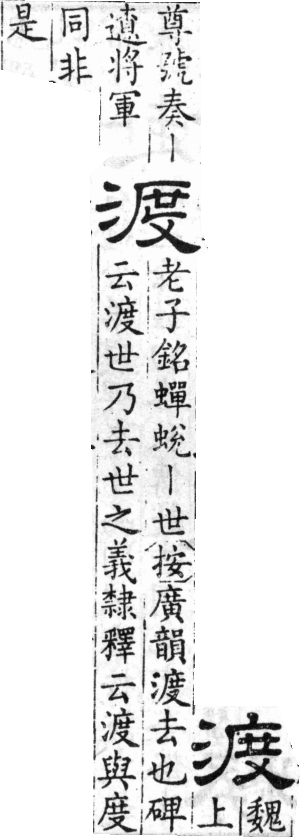 渡
魏
上
尊號奏丨
遼將軍
渡
老子銘蟬蛻丨世按廣韻渡去也碑
云渡世乃去世之義隸釋云渡與度
同非
是